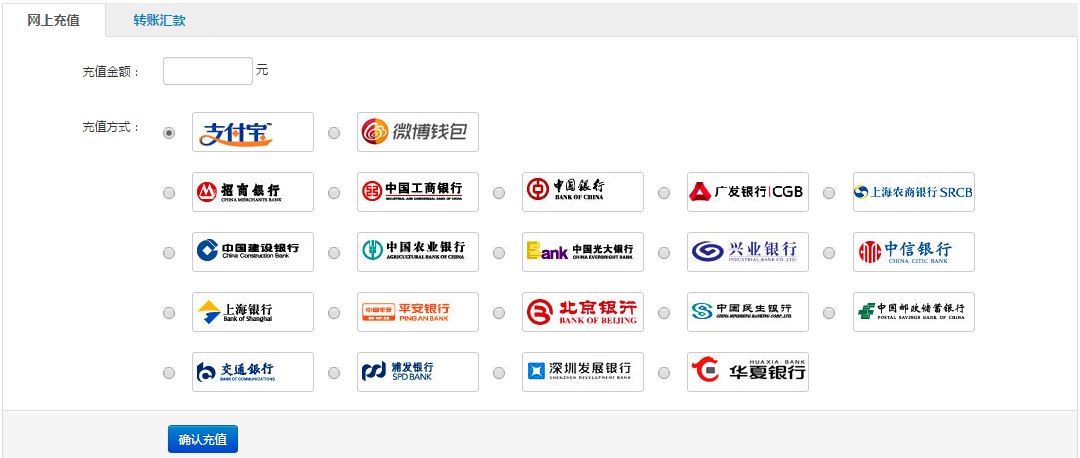 网上充值 转账汇款
充值金额： 元
充值方式： 支付宝™ 微博钱包
招商银行 中国工商银行 中国银行 广发银行|CGB 上海农商银行 SRCB
CHINA MERCHANTS BANK INDUSTRIAL AND COMMERCIAL BANK OF CHINA BANK OF CHINA
中国建设银行 中国农业银行 Bank 中国光大银行 兴业银行 中信银行
China Construction Bank AGRICULTURAL BANK OF CHINA CHINA EVERBRIGHT BANK INDUSTRIAL BANK CO.,LTD. CHINA CITIC BANK
上海银行 中国平安 平安银行 北京银行 中国民生银行 中国邮政储蓄银行
Bank of Shanghai PING AN BANK BANK OF BEIJING CHINA MINSHENG BANKING CORP.,LTD. POSTAL SAVINGS BANK OF CHINA
交通银行 浦发银行 深圳发展银行 HUAXIA BANK
BANK OF COMMUNICATIONS SPD BANK SHENZHEN DEVELOPMENT BANK 华夏银行
确认充值